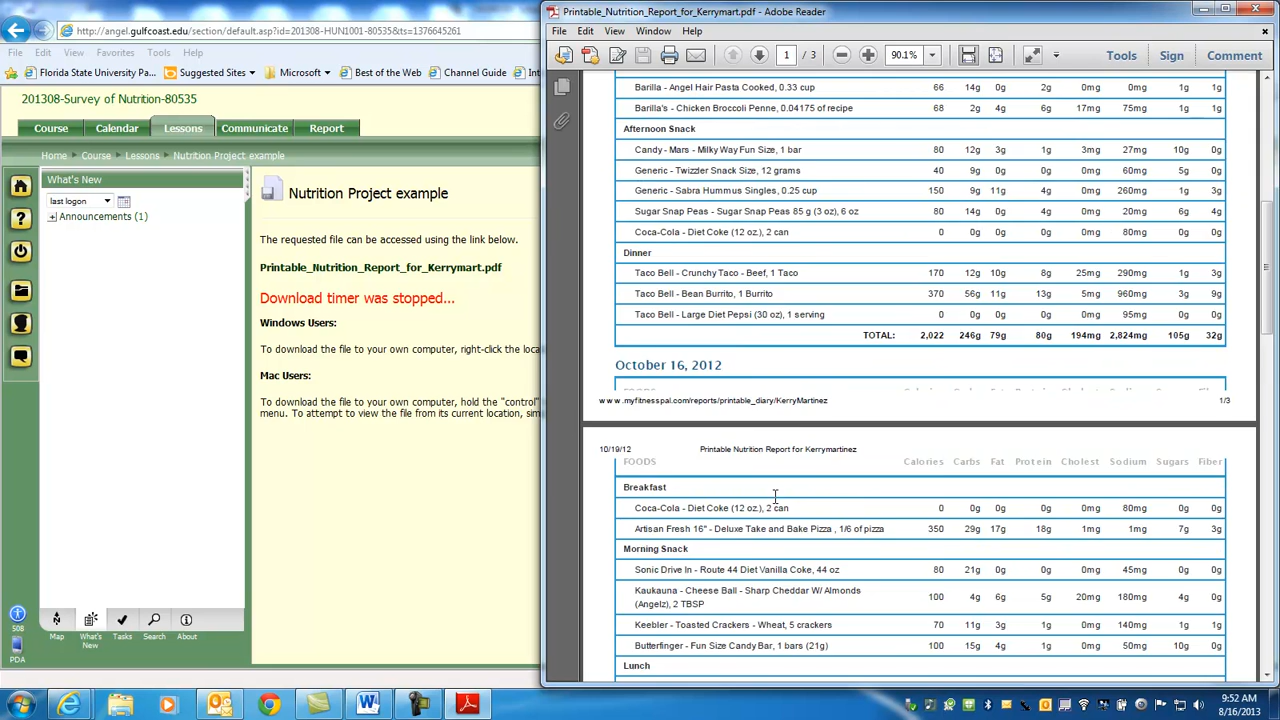 http://angel.gulfcoast.edu/section/default.asp?id=201308-HUN1001-80535&ts=1376645261
File Edit View Favorites Tools Help
Florida State University Pa... Suggested Sites Microsoft Best of the Web Channel Guide
201308-Survey of Nutrition-80535
Course Calendar Lessons Communicate Report
Home Course Lessons Nutrition Project example
What's New
last logon
Announcements (1)
Nutrition Project example
The requested file can be accessed using the link below.
Printable_Nutrition_Report_for_Kerrymart.pdf
Download timer was stopped...
Windows Users:
To download the file to your own computer, right-click the loca
Mac Users:
To download the file to your own computer, hold the "control"
menu. To attempt to view the file from its current location, sim
508
PDA
Map What's New Tasks Search About
Printable_Nutrition_Report_for_Kerrymart.pdf - Adobe Reader
File Edit View Window Help
1 / 3 90.1% Tools Sign Comment
Barilla - Angel Hair Pasta Cooked, 0.33 cup 66 14g 0g 2g 0mg 0mg 1g 1g
Barilla's - Chicken Broccoli Penne, 0.04175 of recipe 68 2g 4g 6g 17mg 75mg 1g 1g
Afternoon Snack
Candy - Mars - Milky Way Fun Size, 1 bar 80 12g 3g 1g 3mg 27mg 10g 0g
Generic - Twizzler Snack Size, 12 grams 40 9g 0g 0g 0mg 60mg 5g 0g
Generic - Sabra Hummus Singles, 0.25 cup 150 9g 11g 4g 0mg 260mg 1g 3g
Sugar Snap Peas - Sugar Snap Peas 85 g (3 oz), 6 oz 80 14g 0g 4g 0mg 20mg 6g 4g
Coca-Cola - Diet Coke (12 oz.), 2 can 0 0g 0g 0g 0mg 80mg 0g 0g
Dinner
Taco Bell - Crunchy Taco - Beef, 1 Taco 170 12g 10g 8g 25mg 290mg 1g 3g
Taco Bell - Bean Burrito, 1 Burrito 370 56g 11g 13g 5mg 960mg 3g 9g
Taco Bell - Large Diet Pepsi (30 oz), 1 serving 0 0g 0g 0g 0mg 95mg 0g 0g
TOTAL: 2,022 246g 79g 80g 194mg 2,824mg 105g 32g
October 16, 2012
www.myfitnesspal.com/reports/printable_diary/KerryMartinez 1/3
10/19/12 Printable Nutrition Report for Kerrymartinez
FOODS Calories Carbs Fat Protein Cholest Sodium Sugars Fiber
Breakfast
Coca-Cola - Diet Coke (12 oz.), 2 can 0 0g 0g 0g 0mg 80mg 0g 0g
Artisan Fresh 16" - Deluxe Take and Bake Pizza , 1/6 of pizza 350 29g 17g 18g 1mg 1mg 7g 3g
Morning Snack
Sonic Drive In - Route 44 Diet Vanilla Coke, 44 oz 80 21g 0g 0g 0mg 45mg 0g 0g
Kaukauna - Cheese Ball - Sharp Cheddar W/ Almonds
(Angelz), 2 TBSP 100 4g 6g 5g 20mg 180mg 4g 0g
Keebler - Toasted Crackers - Wheat, 5 crackers 70 11g 3g 1g 0mg 140mg 1g 1g
Butterfinger - Fun Size Candy Bar, 1 bars (21g) 100 15g 4g 1g 0mg 50mg 10g 0g
Lunch
9:52 AM
8/16/2013